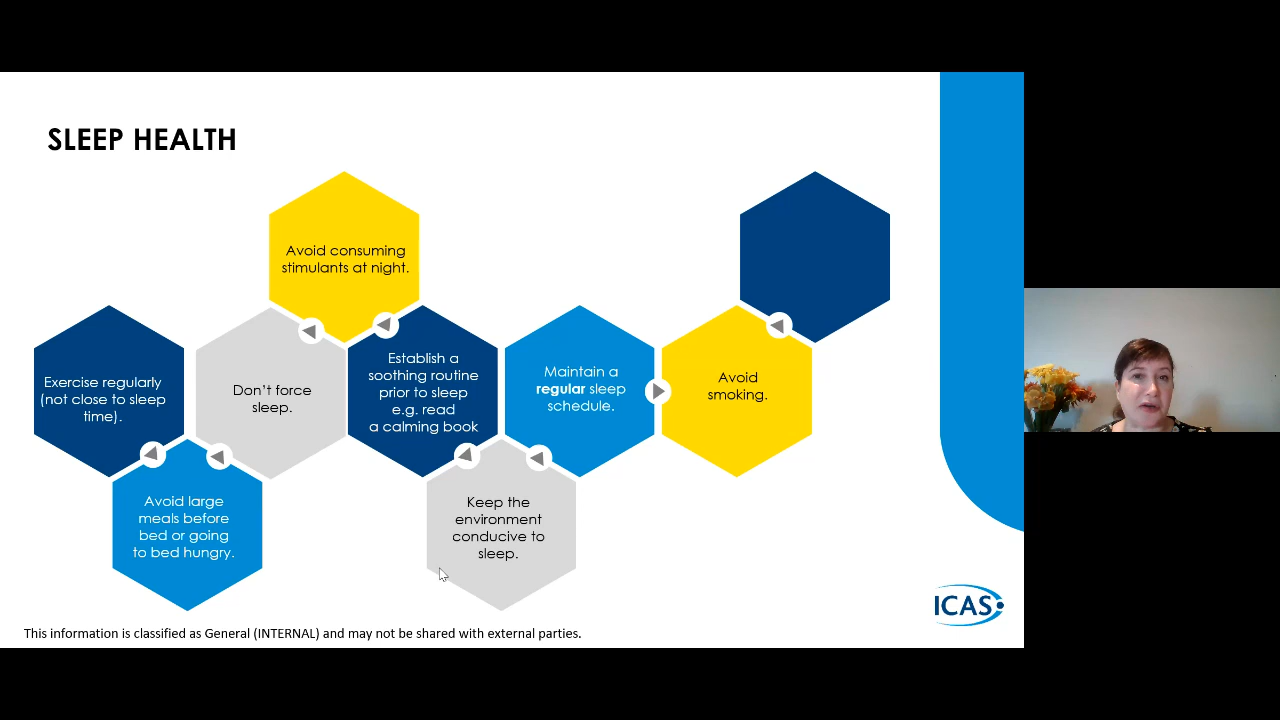 SLEEP HEALTH
Avoid consuming
stimulants at night.
Exercise regularly
(not close to sleep
time).
Don’t force
sleep.
Establish a
soothing routine
prior to sleep
e.g. read
a calming book
Maintain a
regular sleep
schedule.
Avoid
smoking.
Avoid large
meals before
bed or going
to bed hungry.
Keep the
environment
conducive to
sleep.
ICAS
This information is classified as General (INTERNAL) and may not be shared with external parties.